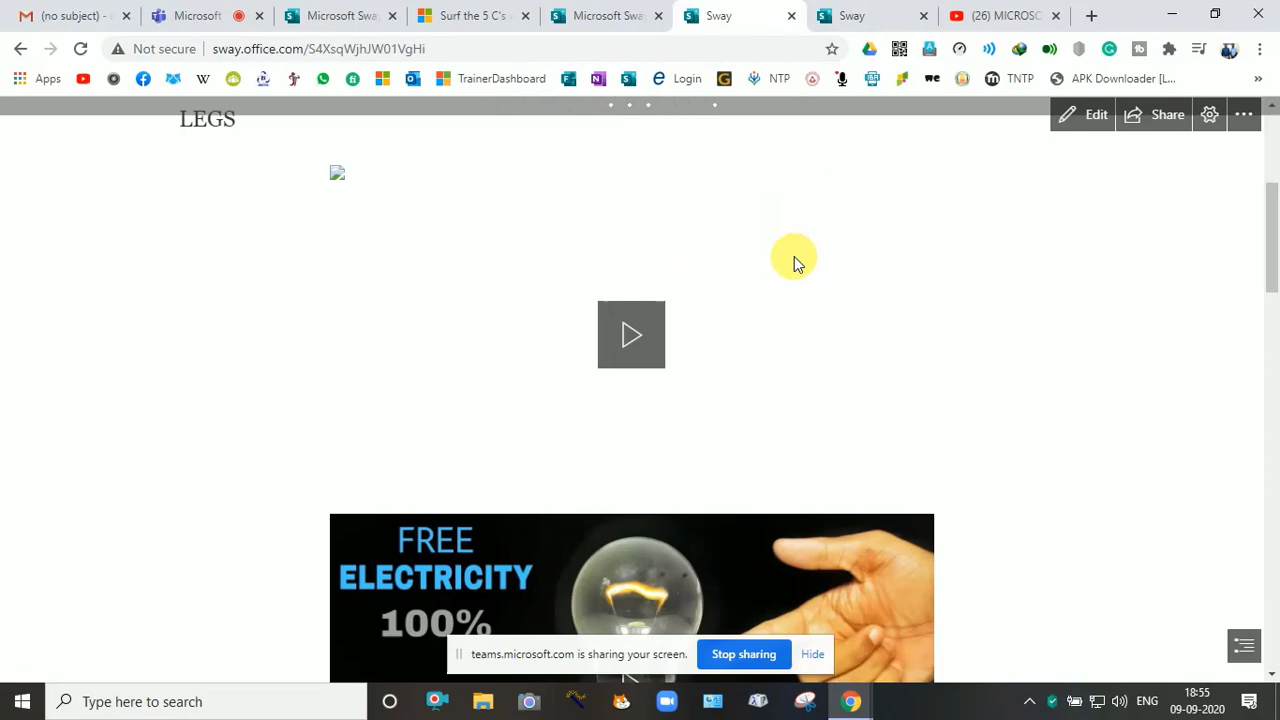 (no subject) -
Microsoft
Microsoft Sway
Surf the 5 C's o
Microsoft Sway
Sway
Sway
(26) MICROSO
Not secure
sway.office.com/S4XsqWjhJW01VgHi
Apps
TrainerDashboard
Login
NTP
TNTP
APK Downloader [L...
»
LEGS
Edit
Share
FREE
ELECTRICITY
100%
teams.microsoft.com is sharing your screen.
Stop sharing
Hide
Type here to search
ENG
18:55
09-09-2020